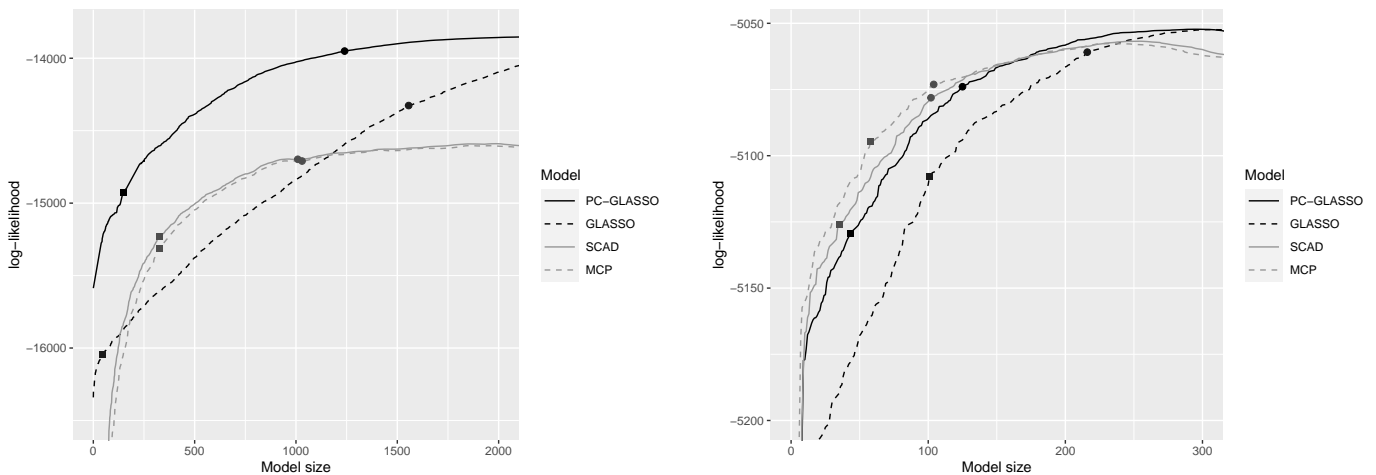 −14000
−15000
−16000
log−likelihood
0
500
1000
1500
2000
Model size
Model
PC−GLASSO
GLASSO
SCAD
MCP
−5050
−5100
−5150
−5200
log−likelihood
0
100
200
300
Model size
Model
PC−GLASSO
GLASSO
SCAD
MCP